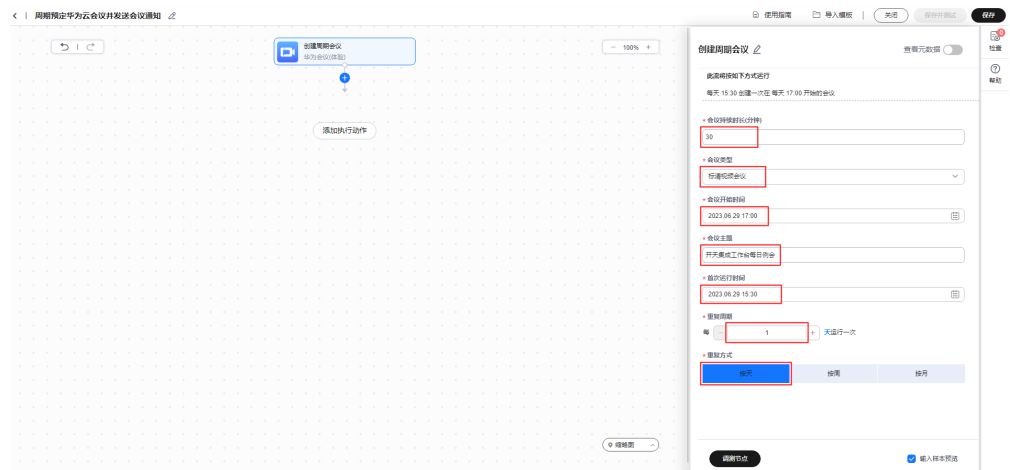 周期预定华为云会议并发送会议通知
使用指南
导入模板
关闭
保存并测试
保存
创建周期会议
华为会议(体验)
添加执行动作
100%
创建周期会议
查看元数据
检查
帮助
此流将按如下方式运行
每天 15:30 创建一次在 每天 17:00 开始的会议
* 会议持续时长(分钟)
30
* 会议类型
标清视频会议
* 会议开始时间
2023.06.29 17:00
* 会议主题
开天集成工作台每日例会
* 首次运行时间
2023.06.29 15:30
* 重复周期
每 - 1 + 天运行一次
* 重复方式
按天 按周 按月
缩略图
调测节点
输入样本预览